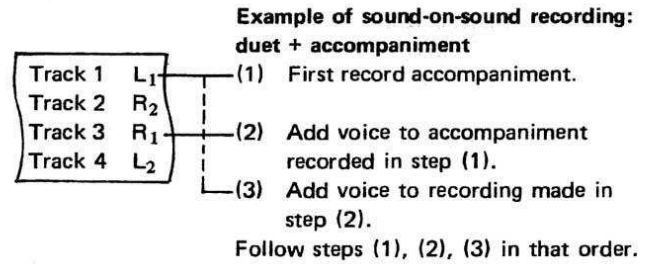 Example of sound-on-sound recording:
duet + accompaniment
Track 1 L1 (1) First record accompaniment.
Track 2 R2
Track 3 R1 (2) Add voice to accompaniment
recorded in step (1).
Track 4 L2
(3) Add voice to recording made in
step (2).
Follow steps (1), (2), (3) in that order.